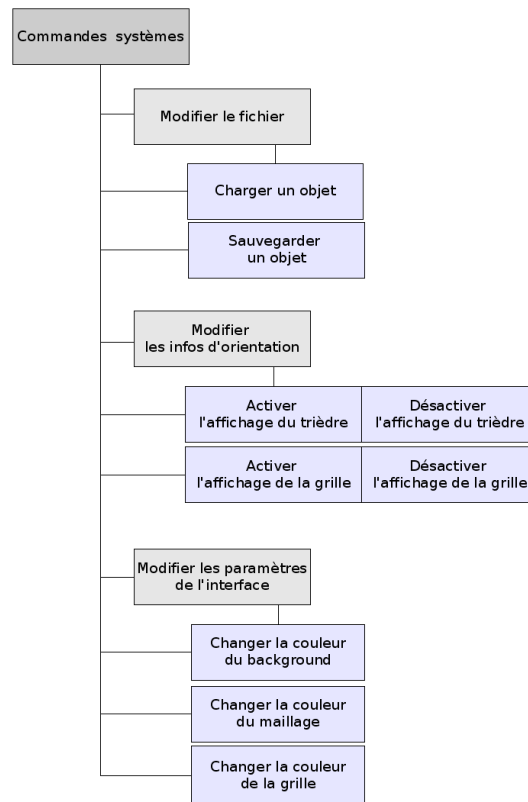 Commandes systèmes
Modifier le fichier
Charger un objet
Sauvegarder
un objet
Modifier
les infos d'orientation
Activer
l'affichage du trièdre
Désactiver
l'affichage du trièdre
Activer
l'affichage de la grille
Désactiver
l'affichage de la grille
Modifier les paramètres
de l'interface
Changer la couleur
du background
Changer la couleur
du maillage
Changer la couleur
de la grille